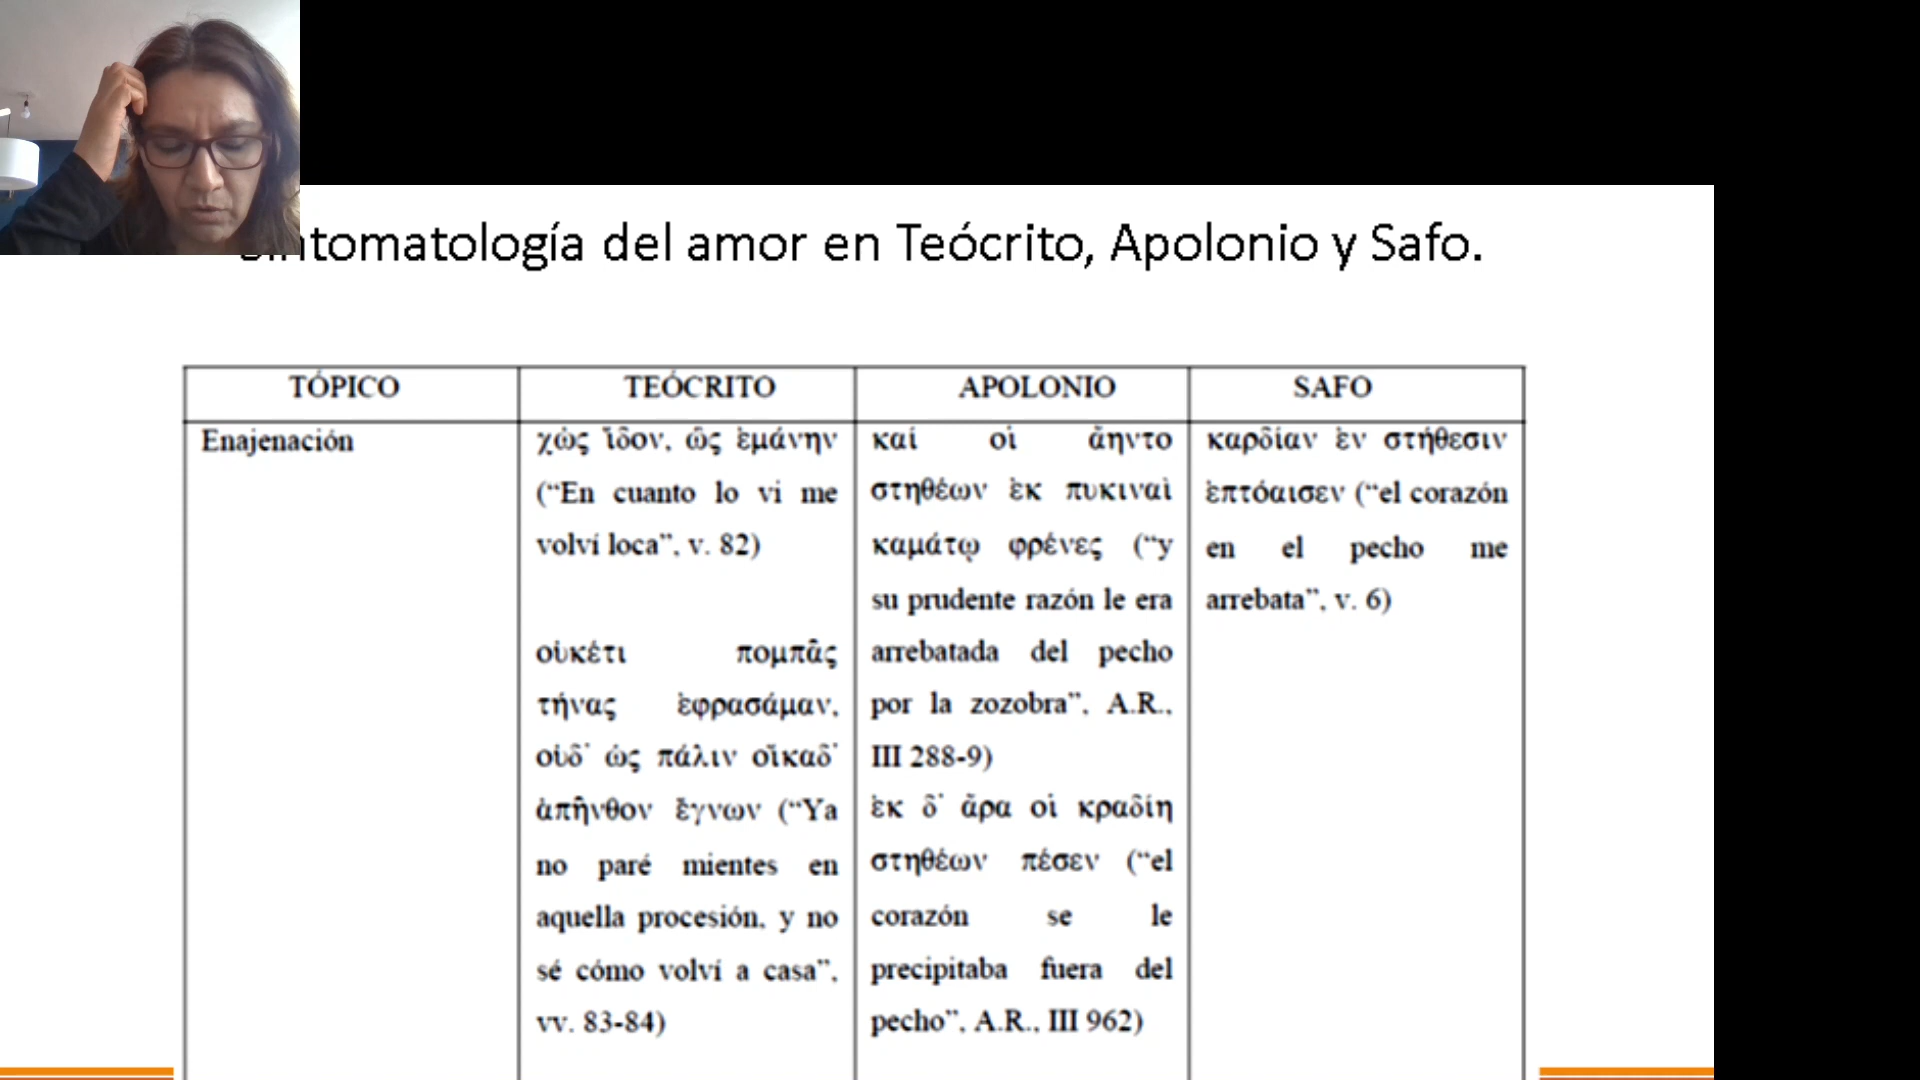 Sintomatología del amor en Teócrito, Apolonio y Safo.
TÓPICO
TEÓCRITO
APOLONIO
SAFO
Enajenación
χὡς ἴδον, ὣς ἐμάνην
(“En cuanto lo vi me
volví loca”, v. 82)
οὐκέτι πομπᾶς
τήνας ἐφρασάμαν,
οὐδ᾽ ὡς πάλιν οἴκαδ᾽
ἀπῆνθον ἔγνων (“Ya
no paré mientes en
aquella procesión, y no
sé cómo volví a casa”,
vv. 83-84)
καί οἱ ἄηντο
στηθέων ἐκ πυκιναὶ
καμάτῳ φρένες (“y
su prudente razón le era
arrebatada del pecho
por la zozobra”, A.R.,
III 288-9)
ἐκ δ᾽ ἄρα οἱ κραδίη
στηθέων πέσεν (“el
corazón se le
precipitaba fuera del
pecho”, A.R., III 962)
καρδίαν ἐν στήθεσιν
ἐπτόαισεν (“el corazón
en el pecho me
arrebata”, v. 6)